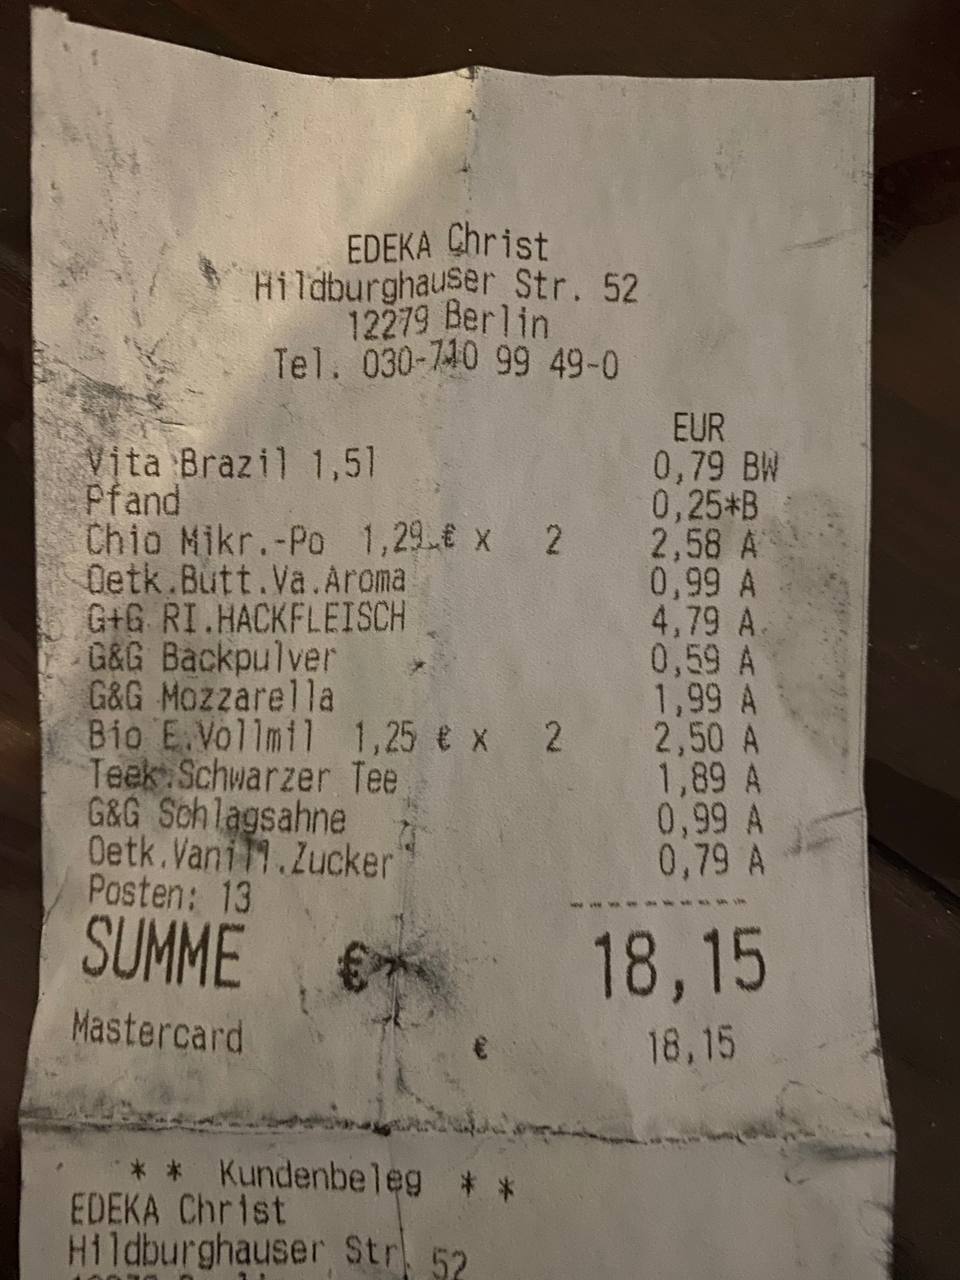 EDEKA Christ
Hildburghauser Str. 52
12279 Berlin
Tel. 030-710 99 49-0
EUR
Vita Brazil 1,5l 0,79 BW
Pfand 0,25*B
Chio Mikr.-Po 1,29 € x 2 2,58 A
Oetk.Butt.Va.Aroma 0,99 A
G+G RI.HACKFLEISCH 4,79 A
G&G Backpulver 0,59 A
G&G Mozzarella 1,99 A
Bio E.Vollmil 1,25 € x 2 2,50 A
Teek.Schwarzer Tee 1,89 A
G&G Schlagsahne 0,99 A
Oetk.Vanill.Zucker 0,79 A
Posten: 13
SUMME € 18,15
Mastercard € 18,15
* * Kundenbeleg * *
EDEKA Christ
Hildburghauser Str. 52